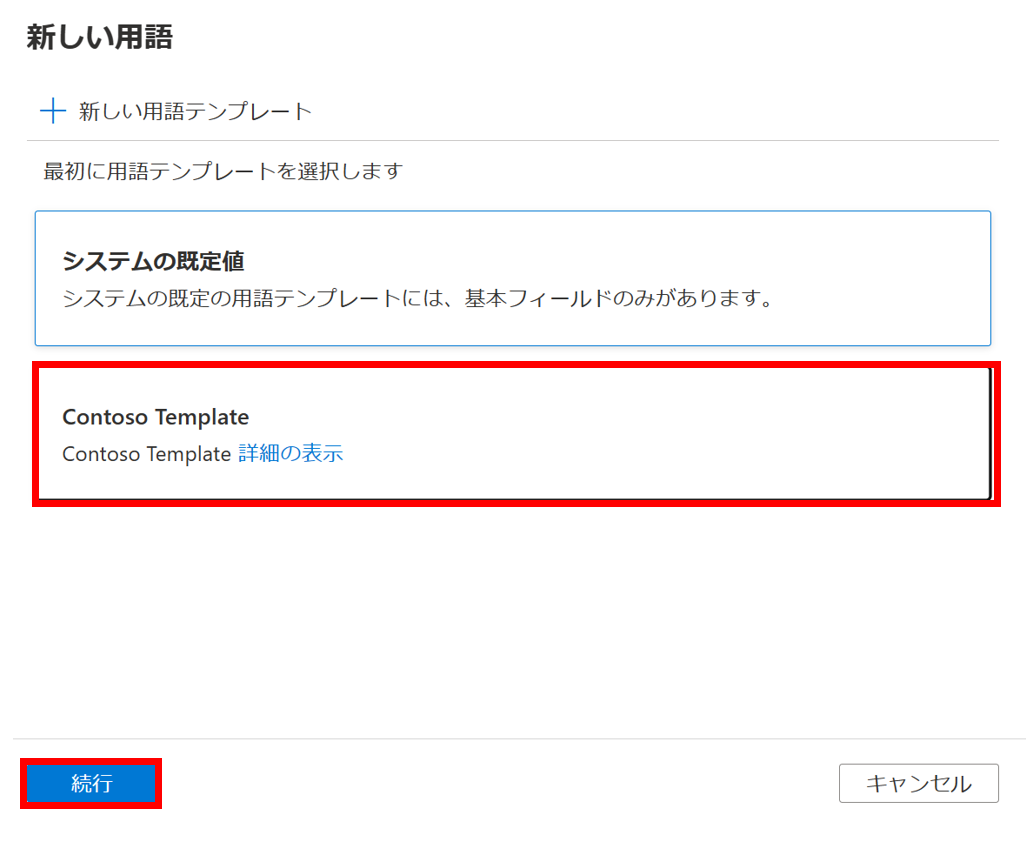 新しい用語
新しい用語テンプレート
最初に用語テンプレートを選択します
システムの既定値
システムの既定の用語テンプレートには、基本フィールドのみがあります。
Contoso Template
Contoso Template 詳細の表示
続行
キャンセル